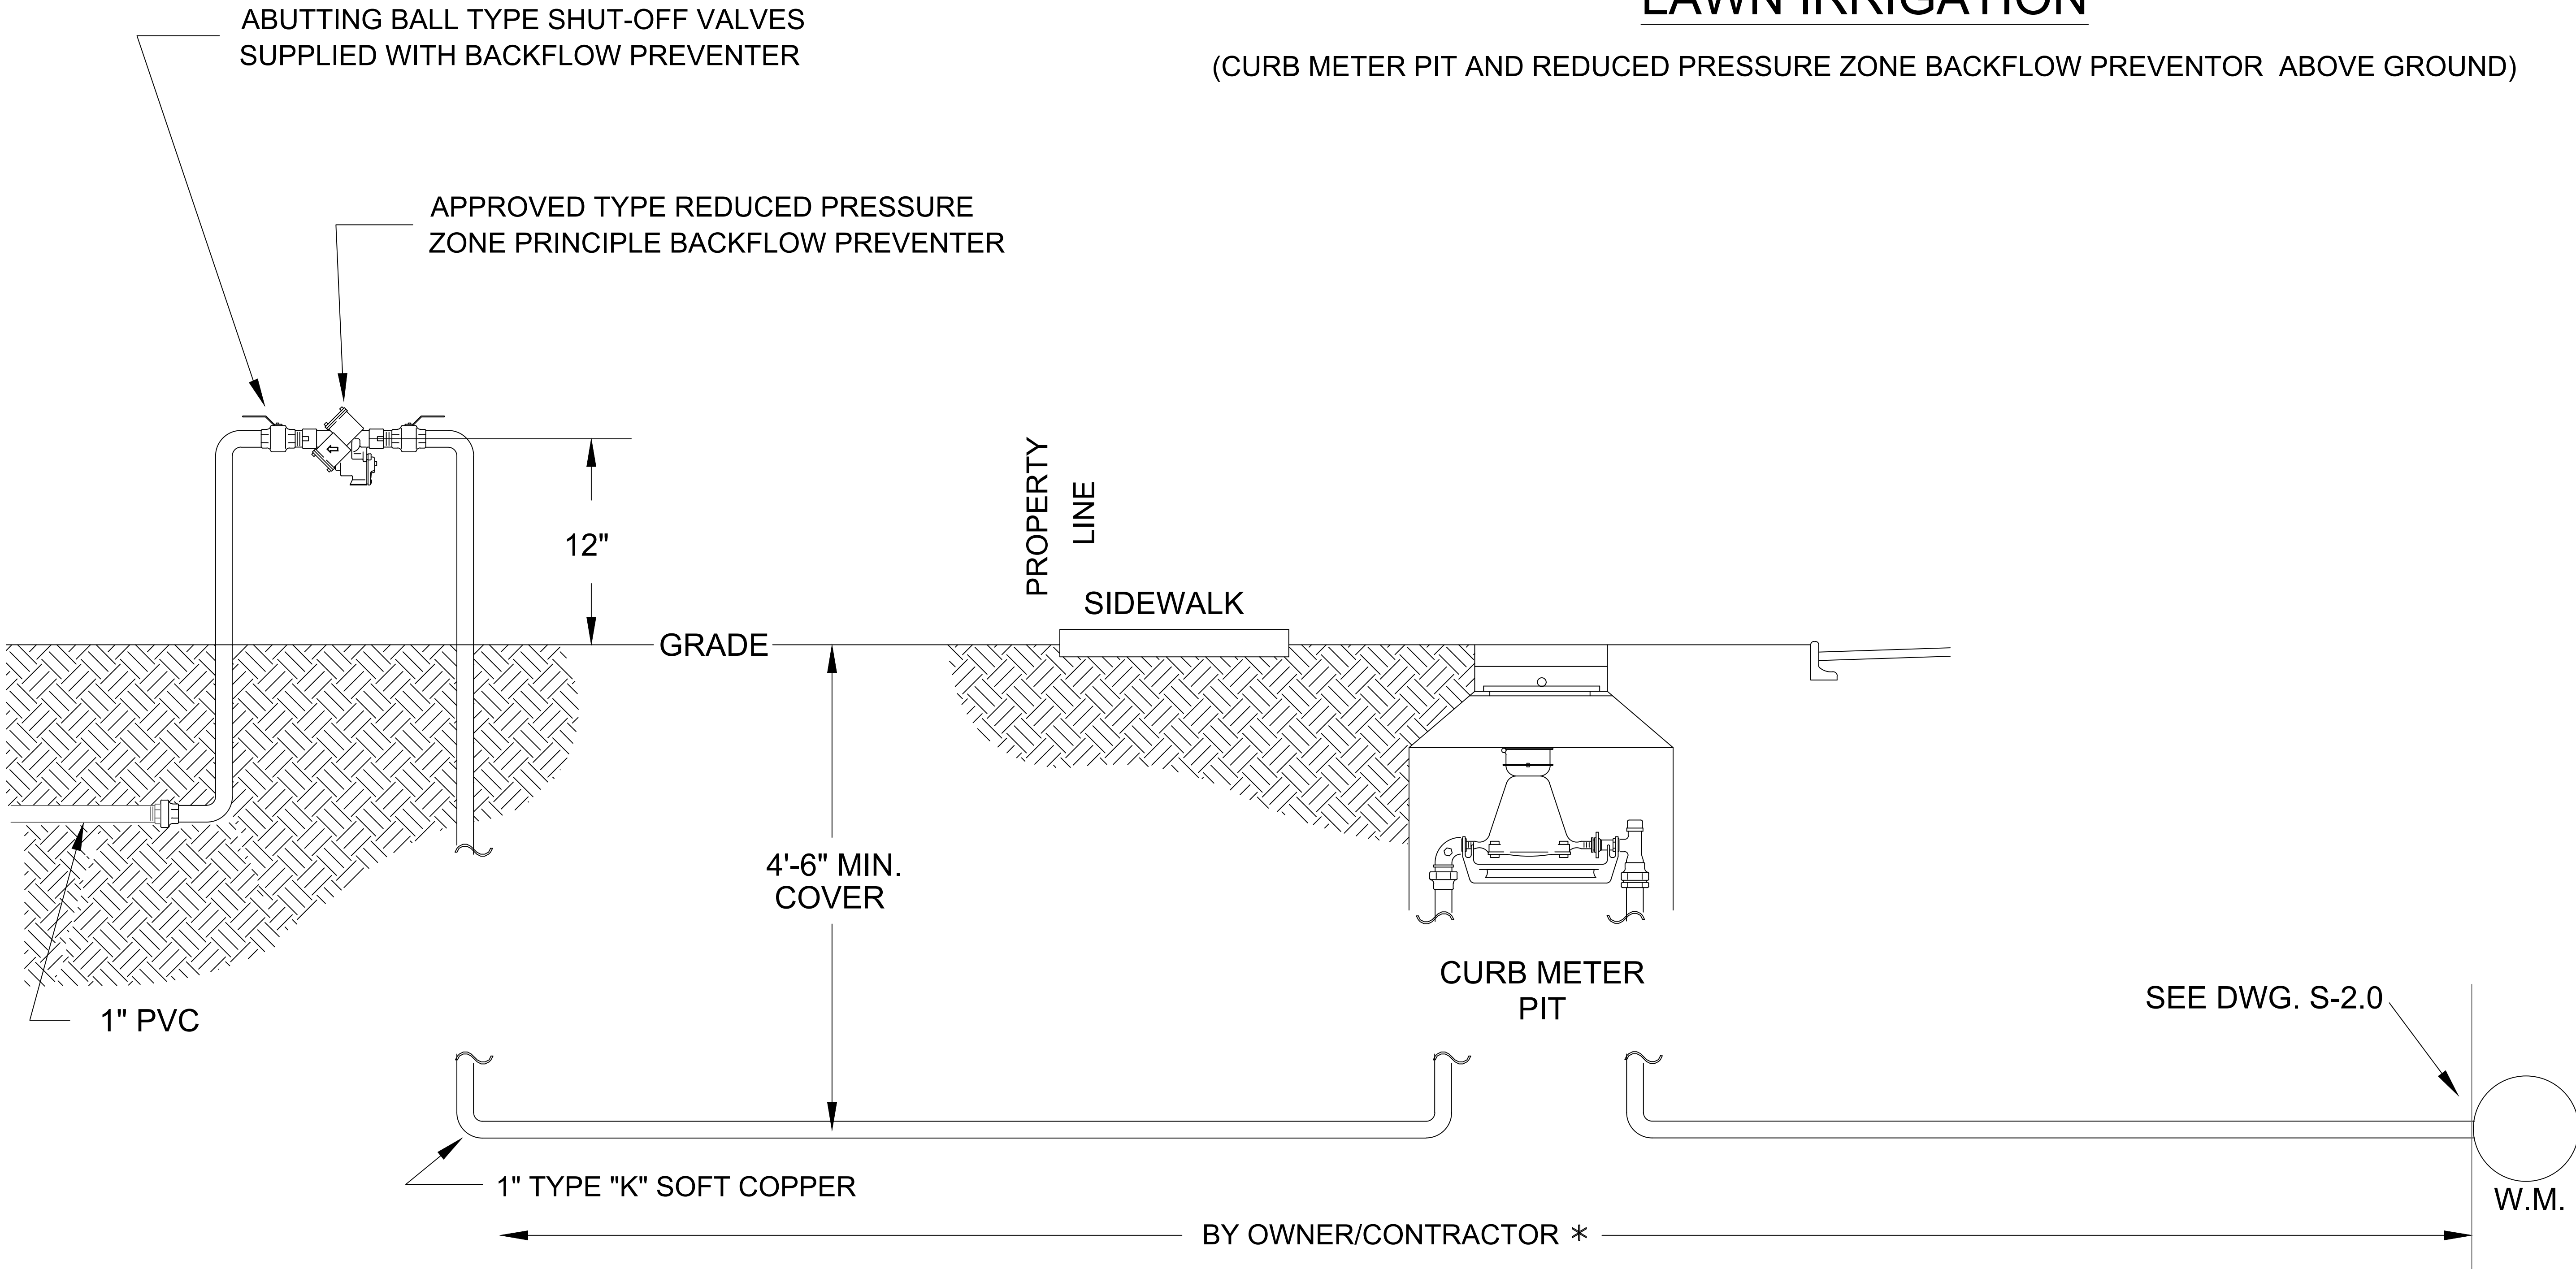 LAWN IRRIGATION
(CURB METER PIT AND REDUCED PRESSURE ZONE BACKFLOW PREVENTOR ABOVE GROUND)
ABUTTING BALL TYPE SHUT-OFF VALVES
SUPPLIED WITH BACKFLOW PREVENTER
APPROVED TYPE REDUCED PRESSURE
ZONE PRINCIPLE BACKFLOW PREVENTER
12"
PROPERTY
LINE
SIDEWALK
GRADE
4'-6" MIN.
COVER
CURB METER
PIT
1" PVC
SEE DWG. S-2.0
1" TYPE "K" SOFT COPPER
W.M.
BY OWNER/CONTRACTOR *